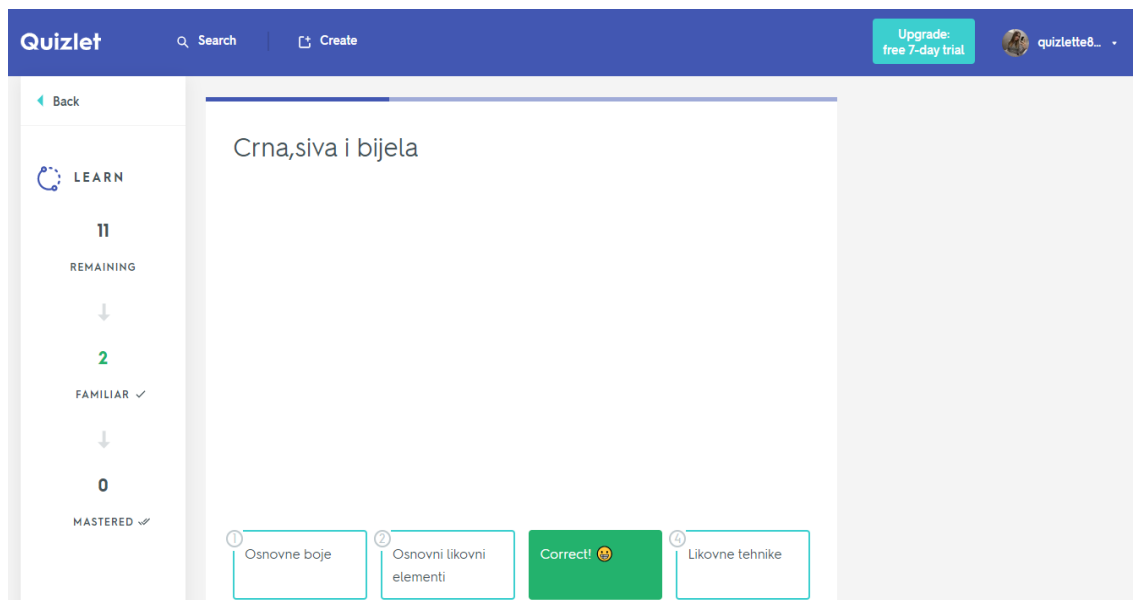 Quizlet
Search
Create
Upgrade:
free 7-day trial
quizlette8...
Back
LEARN
11
REMAINING
2
FAMILIAR
0
MASTERED
Crna,siva i bijela
1
Osnovne boje
2
Osnovni likovni
elementi
Correct!
4
Likovne tehnike